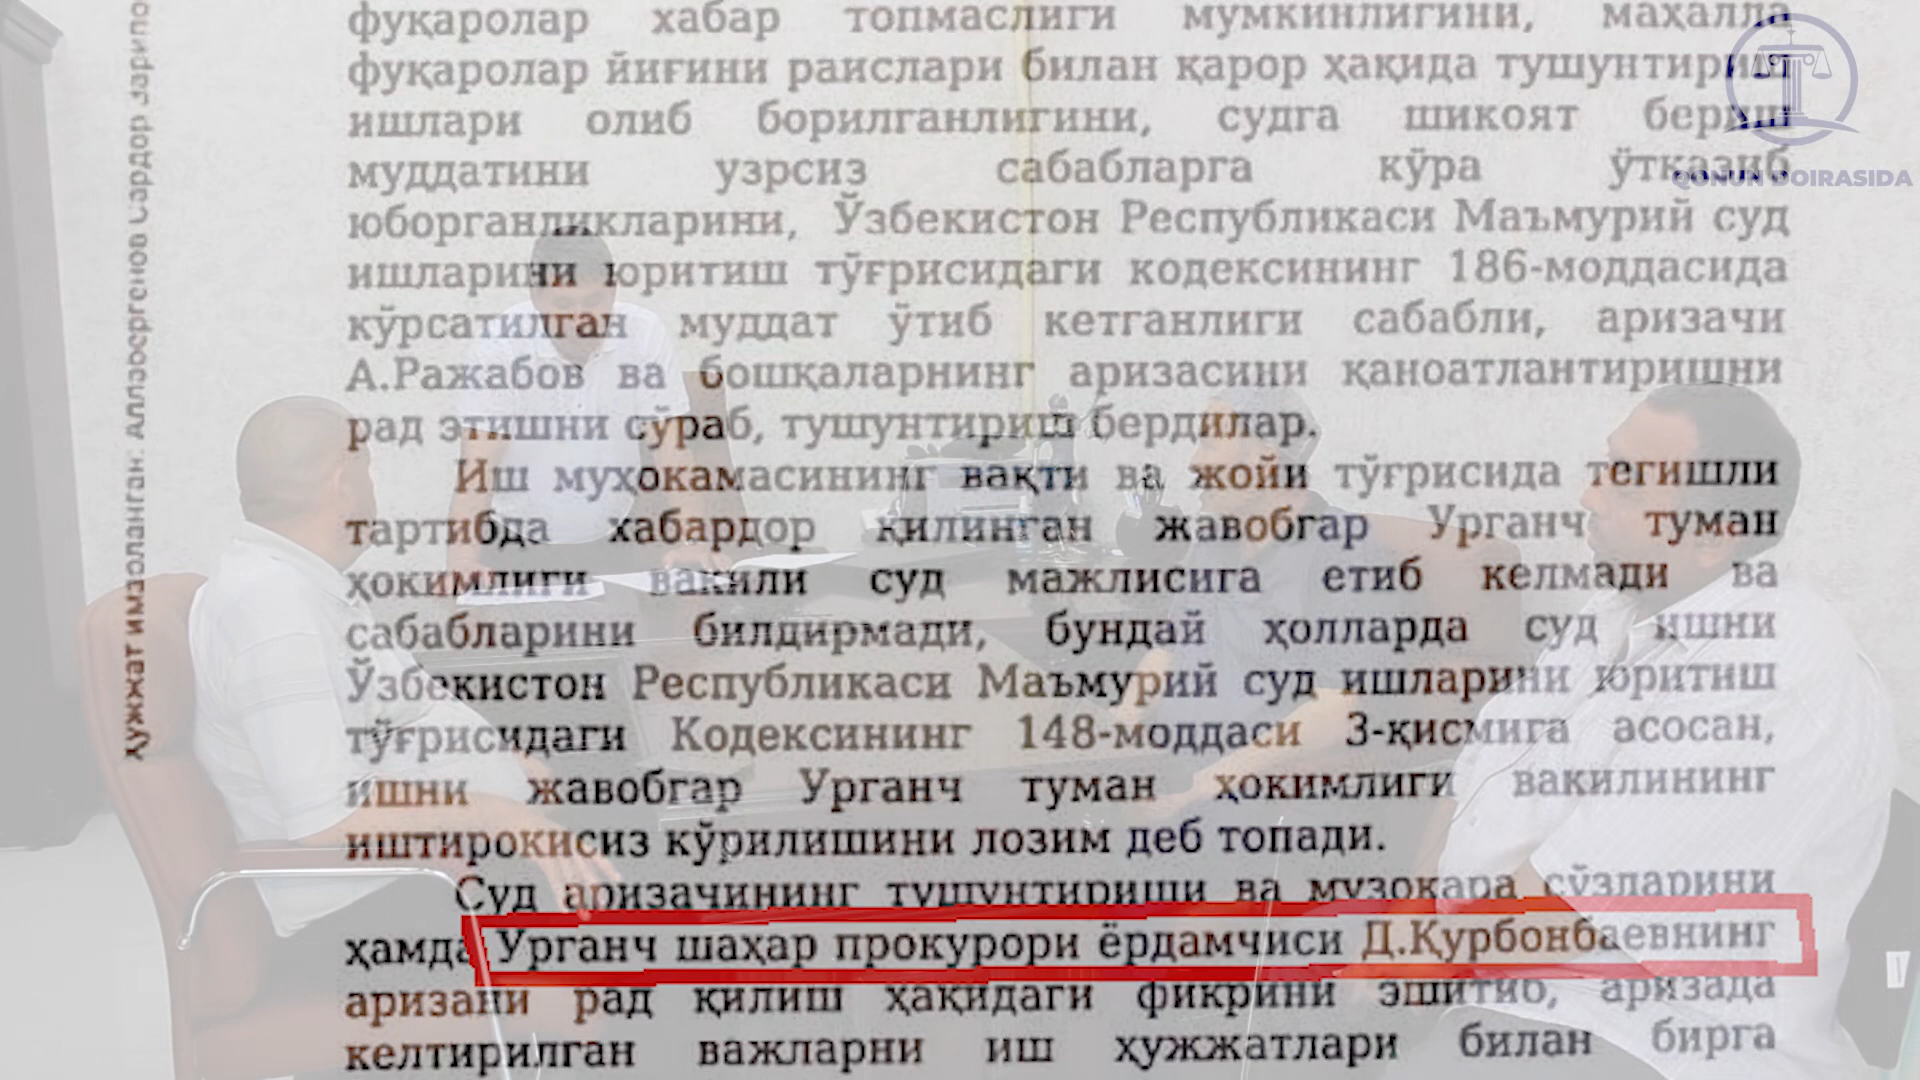 фуқаролар хабар топмаслиги мумкинлигини, маҳалла
фуқаролар йиғини раислари билан қарор ҳақида тушунтириш
ишлари олиб борилганлигини, судга шикоят бериш
муддатини узрсиз сабабларга кўра ўтказиб
юборганликларини, Ўзбекистон Республикаси Маъмурий суд
ишларини юритиш тўғрисидаги кодексининг 186-моддасида
кўрсатилган муддат ўтиб кетганлиги сабабли, аризачи
А.Ражабов ва бошқаларнинг аризасини қаноатлантиришни
рад этишни сўраб, тушунтириш бердилар.
Иш муҳокамасининг вақти ва жойи тўғрисида тегишли
тартибда хабардор қилинган жавобгар Урганч туман
ҳокимлиги вакили суд мажлисига етиб келмади ва
сабабларини билдирмади, бундай ҳолларда суд ишни
Ўзбекистон Республикаси Маъмурий суд ишларини юритиш
тўғрисидаги Кодексининг 148-моддаси 3-қисмига асосан,
ишни жавобгар Урганч туман ҳокимлиги вакилининг
иштирокисиз кўрилишини лозим деб топади.
Суд аризачининг тушунтириши ва музокара сўзларини
ҳамда Урганч шаҳар прокурори ёрдамчиси Д.Қурбонбаевнинг
аризани рад қилиш ҳақидаги фикрини эшитиб, аризада
келтирилган важларни иш ҳужжатлари билан бирга
Ҳужжат имзоланган: Аллабергенов Сардор Зарипо
QONUN DOIRASIDA